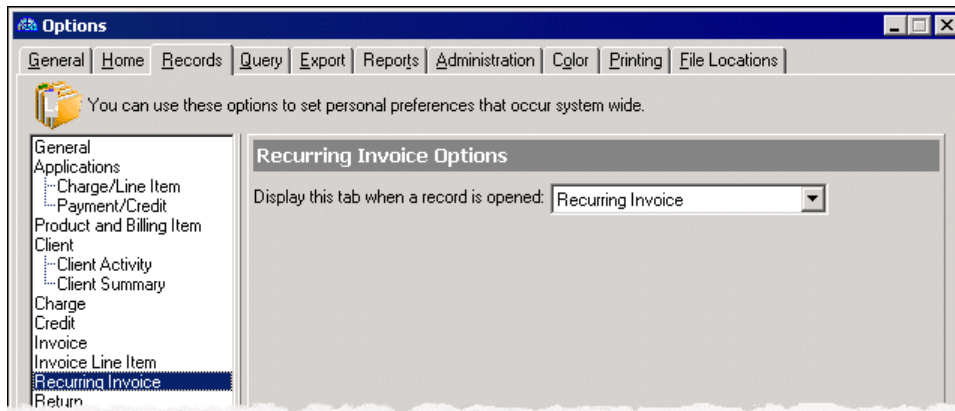 Options
General Home Records Query Export Reports Administration Color Printing File Locations
You can use these options to set personal preferences that occur system wide.
General
Applications
Charge/Line Item
Payment/Credit
Product and Billing Item
Client
Client Activity
Client Summary
Charge
Credit
Invoice
Invoice Line Item
Recurring Invoice
Return
Recurring Invoice Options
Display this tab when a record is opened: Recurring Invoice